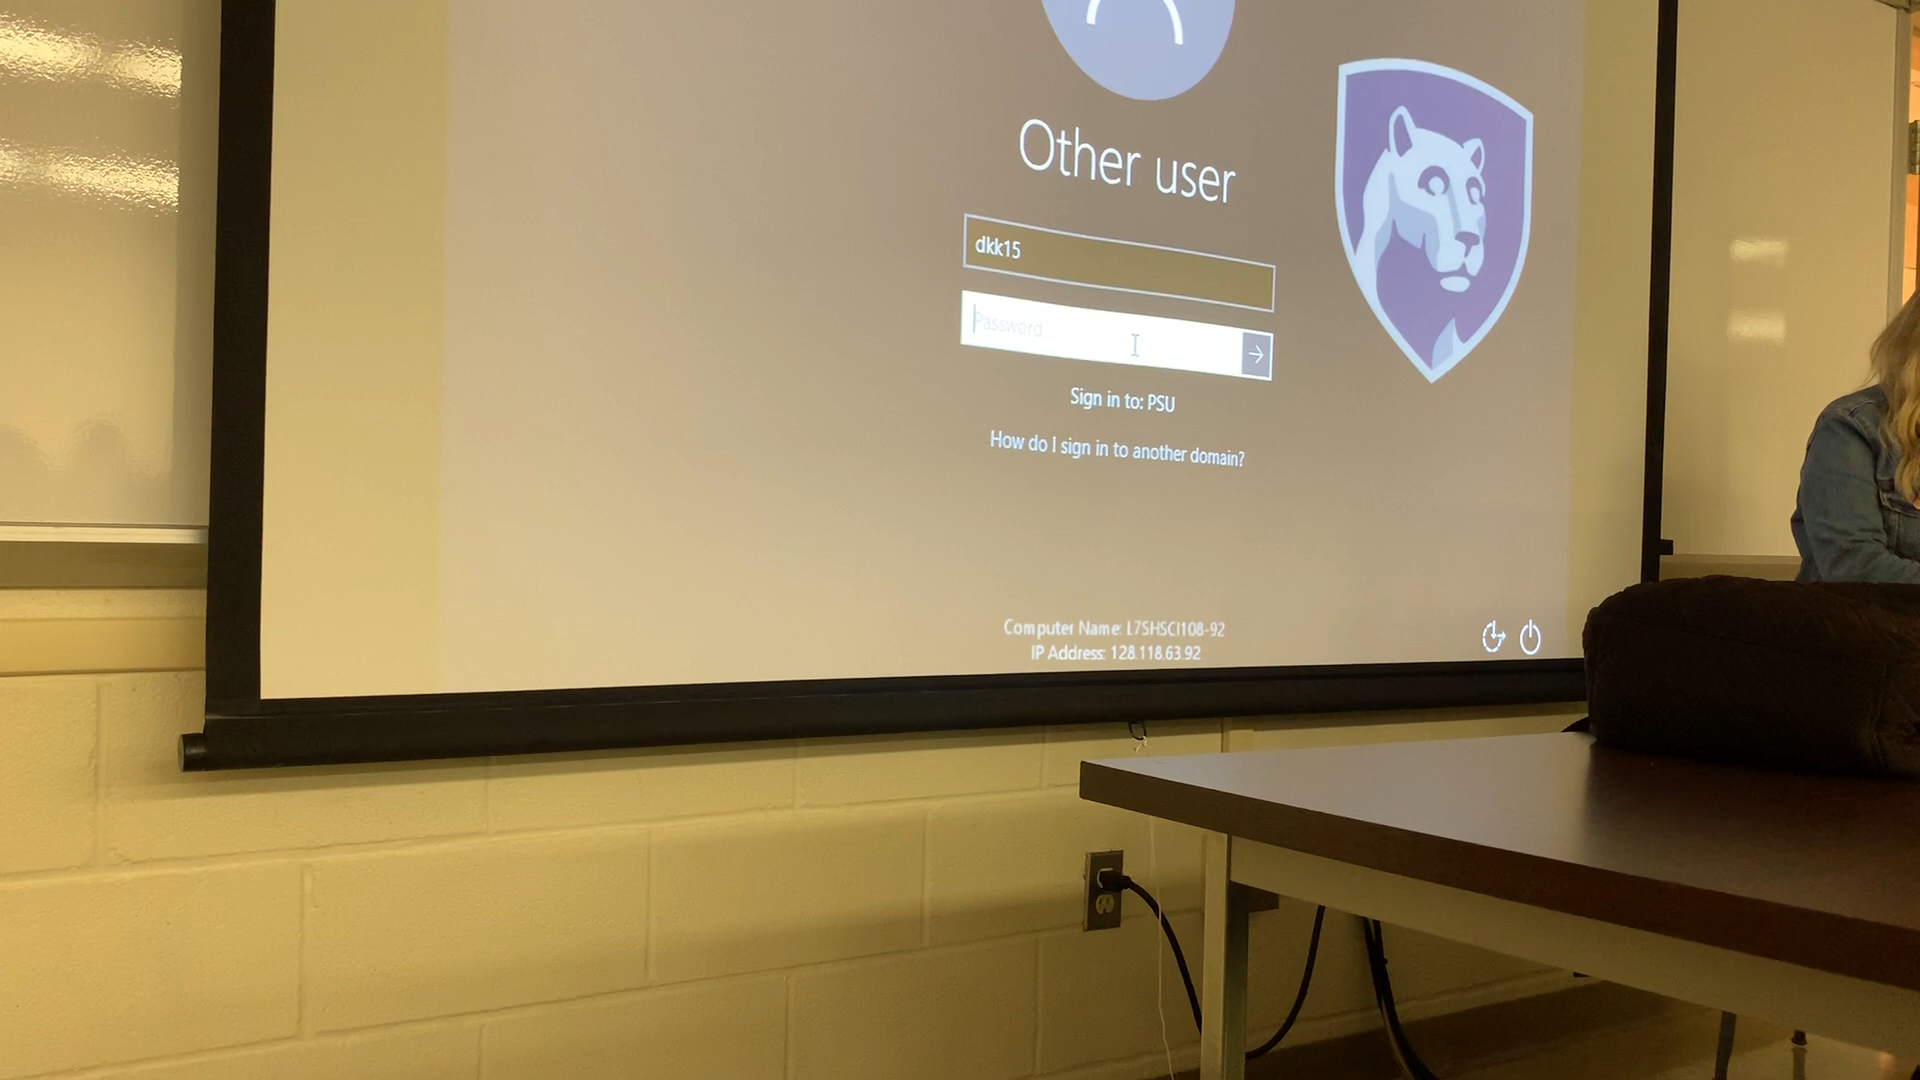 Other user
dkk15
Password
Sign in to: PSU
How do I sign in to another domain?
Computer Name: L7SHSCI108-92
IP Address: 128.118.63.92